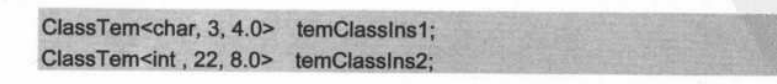 ClassTem<char, 3, 4.0> temClassIns1;
ClassTem<int , 22, 8.0> temClassIns2;